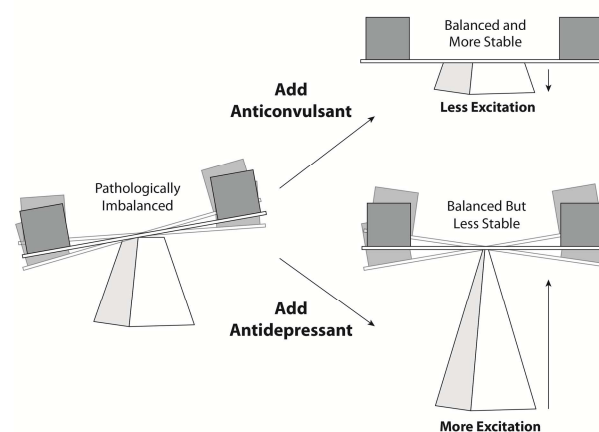 Balanced and
More Stable
Less Excitation
Add
Anticonvulsant
Pathologically
Imbalanced
Balanced But
Less Stable
Add
Antidepressant
More Excitation